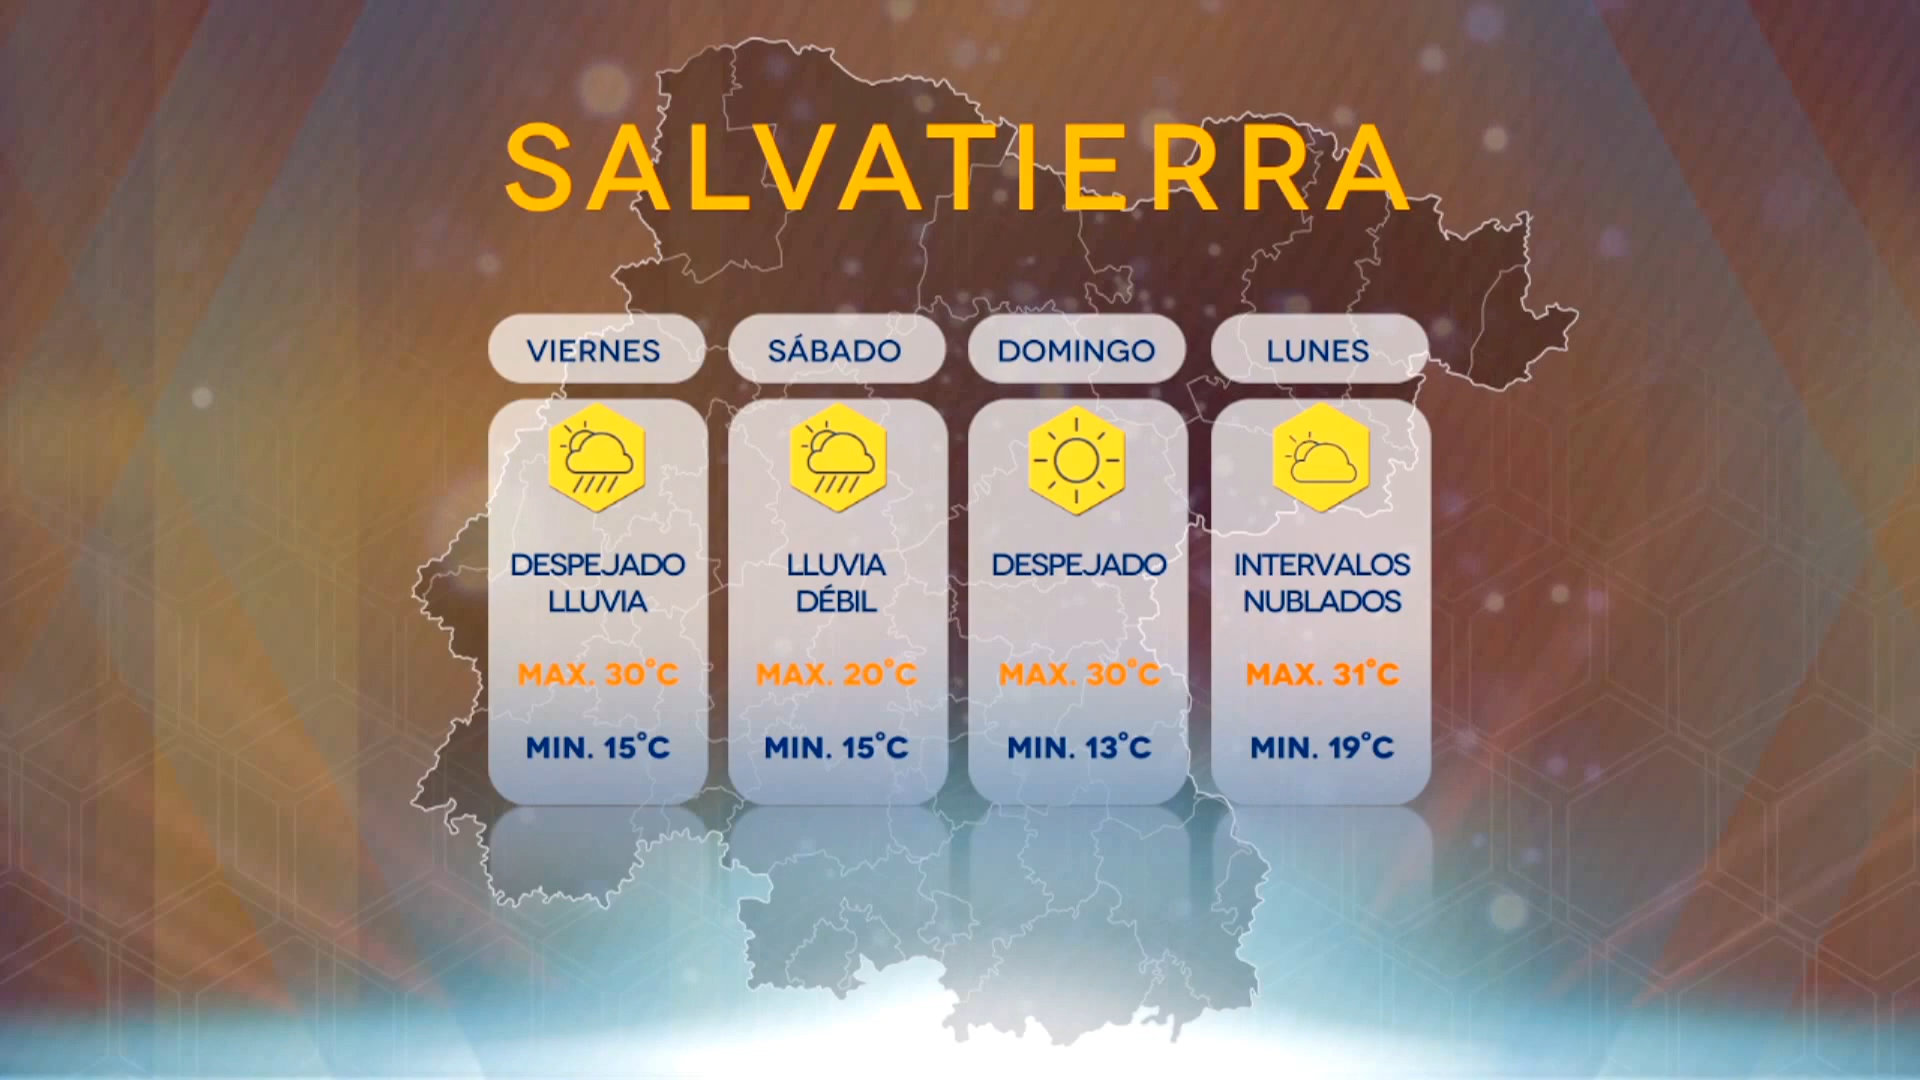 SALVATIERRA
VIERNES
DESPEJADO
LLUVIA
MAX. 30°C
MIN. 15°C
SÁBADO
LLUVIA
DÉBIL
MAX. 20°C
MIN. 15°C
DOMINGO
DESPEJADO
MAX. 30°C
MIN. 13°C
LUNES
INTERVALOS
NUBLADOS
MAX. 31°C
MIN. 19°C